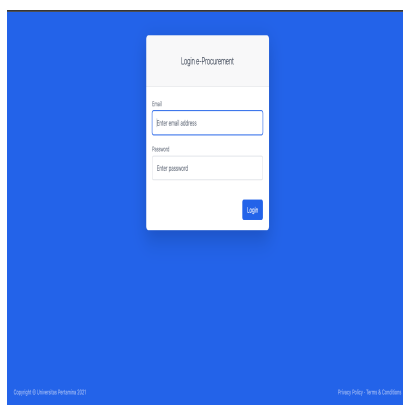 Login e-Procurement
Email
Enter email address
Password
Enter password
Login
Copyright © Universitas Pertamina 2021
Privacy Policy · Terms & Conditions